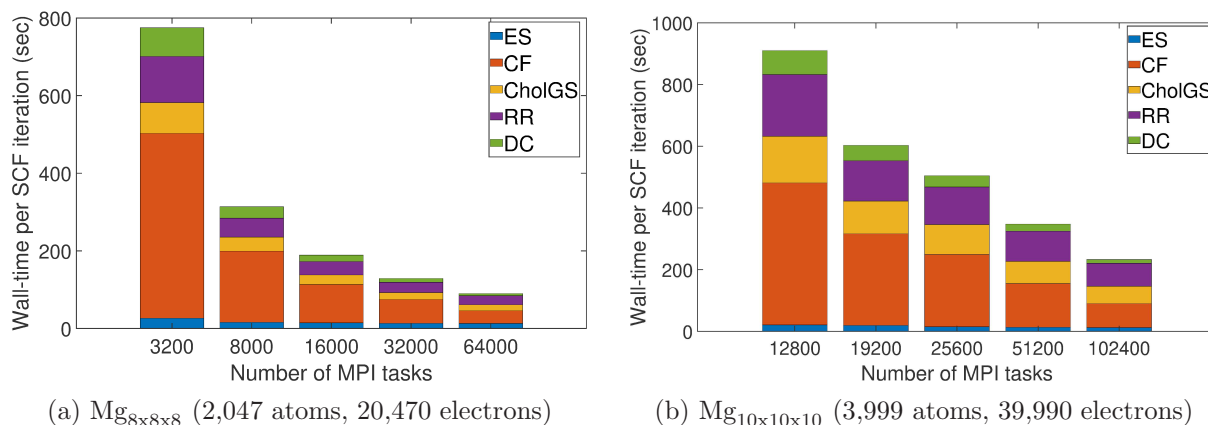 800
600
400
200
0
Wall-time per SCF iteration (sec)
ES
CF
CholGS
RR
DC
3200 8000 16000 32000 64000
Number of MPI tasks
(a) Mg8x8x8 (2,047 atoms, 20,470 electrons)
1000
800
600
400
200
0
Wall-time per SCF iteration (sec)
ES
CF
CholGS
RR
DC
12800 19200 25600 51200 102400
Number of MPI tasks
(b) Mg10x10x10 (3,999 atoms, 39,990 electrons)